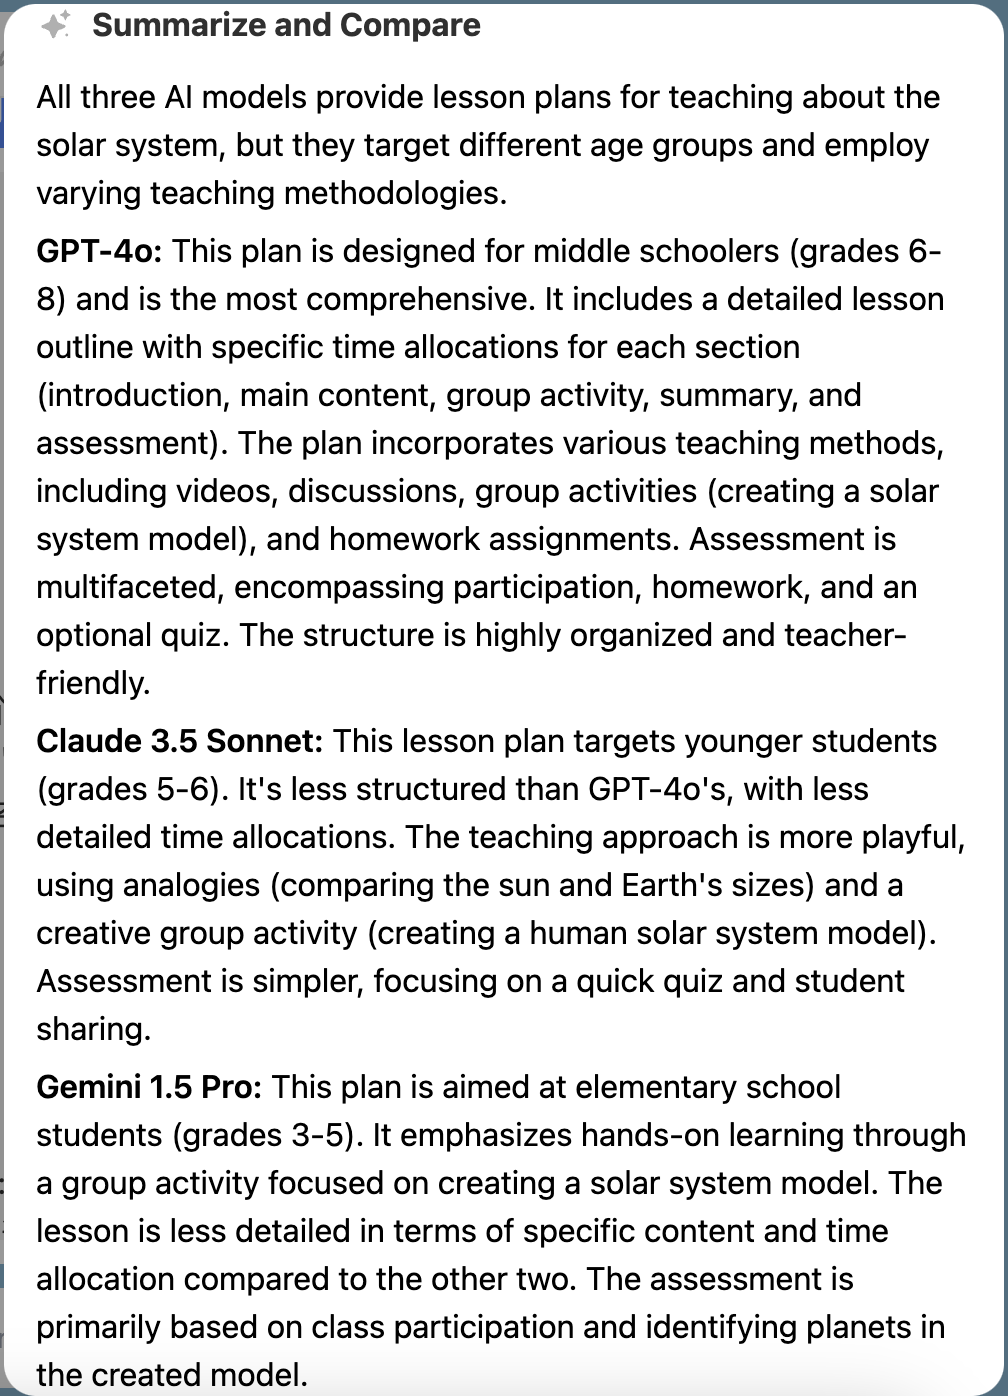 Summarize and Compare
All three AI models provide lesson plans for teaching about the
solar system, but they target different age groups and employ
varying teaching methodologies.
GPT-4o: This plan is designed for middle schoolers (grades 6-
8) and is the most comprehensive. It includes a detailed lesson
outline with specific time allocations for each section
(introduction, main content, group activity, summary, and
assessment). The plan incorporates various teaching methods,
including videos, discussions, group activities (creating a solar
system model), and homework assignments. Assessment is
multifaceted, encompassing participation, homework, and an
optional quiz. The structure is highly organized and teacher-
friendly.
Claude 3.5 Sonnet: This lesson plan targets younger students
(grades 5-6). It's less structured than GPT-4o's, with less
detailed time allocations. The teaching approach is more playful,
using analogies (comparing the sun and Earth's sizes) and a
creative group activity (creating a human solar system model).
Assessment is simpler, focusing on a quick quiz and student
sharing.
Gemini 1.5 Pro: This plan is aimed at elementary school
students (grades 3-5). It emphasizes hands-on learning through
a group activity focused on creating a solar system model. The
lesson is less detailed in terms of specific content and time
allocation compared to the other two. The assessment is
primarily based on class participation and identifying planets in
the created model.